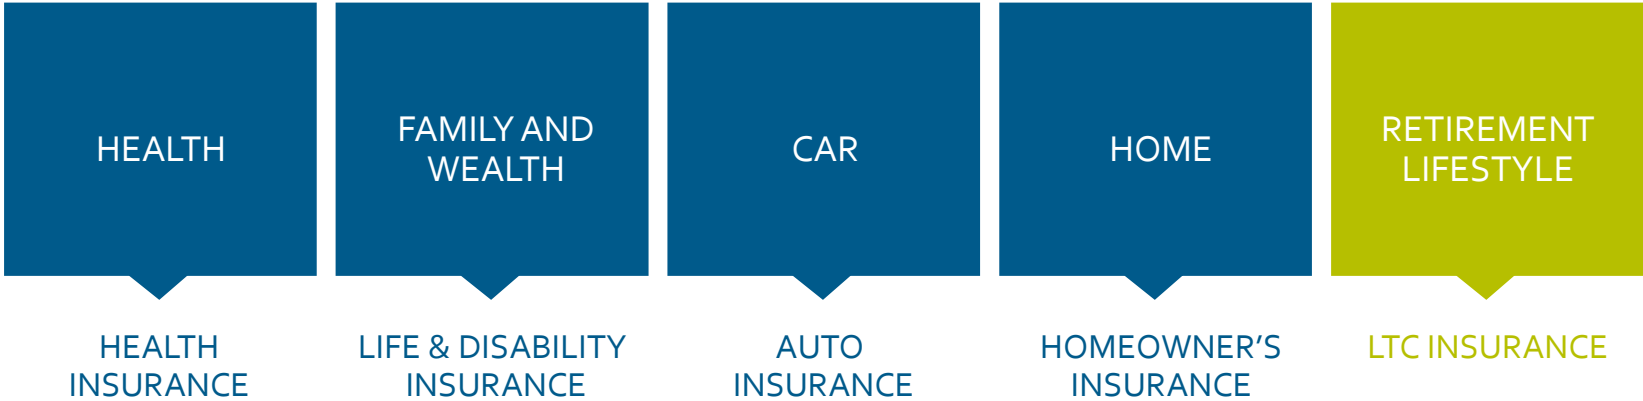 HEALTH
FAMILY AND
WEALTH
CAR
HOME
RETIREMENT
LIFESTYLE
HEALTH
INSURANCE
LIFE & DISABILITY
INSURANCE
AUTO
INSURANCE
HOMEOWNER’S
INSURANCE
LTC INSURANCE